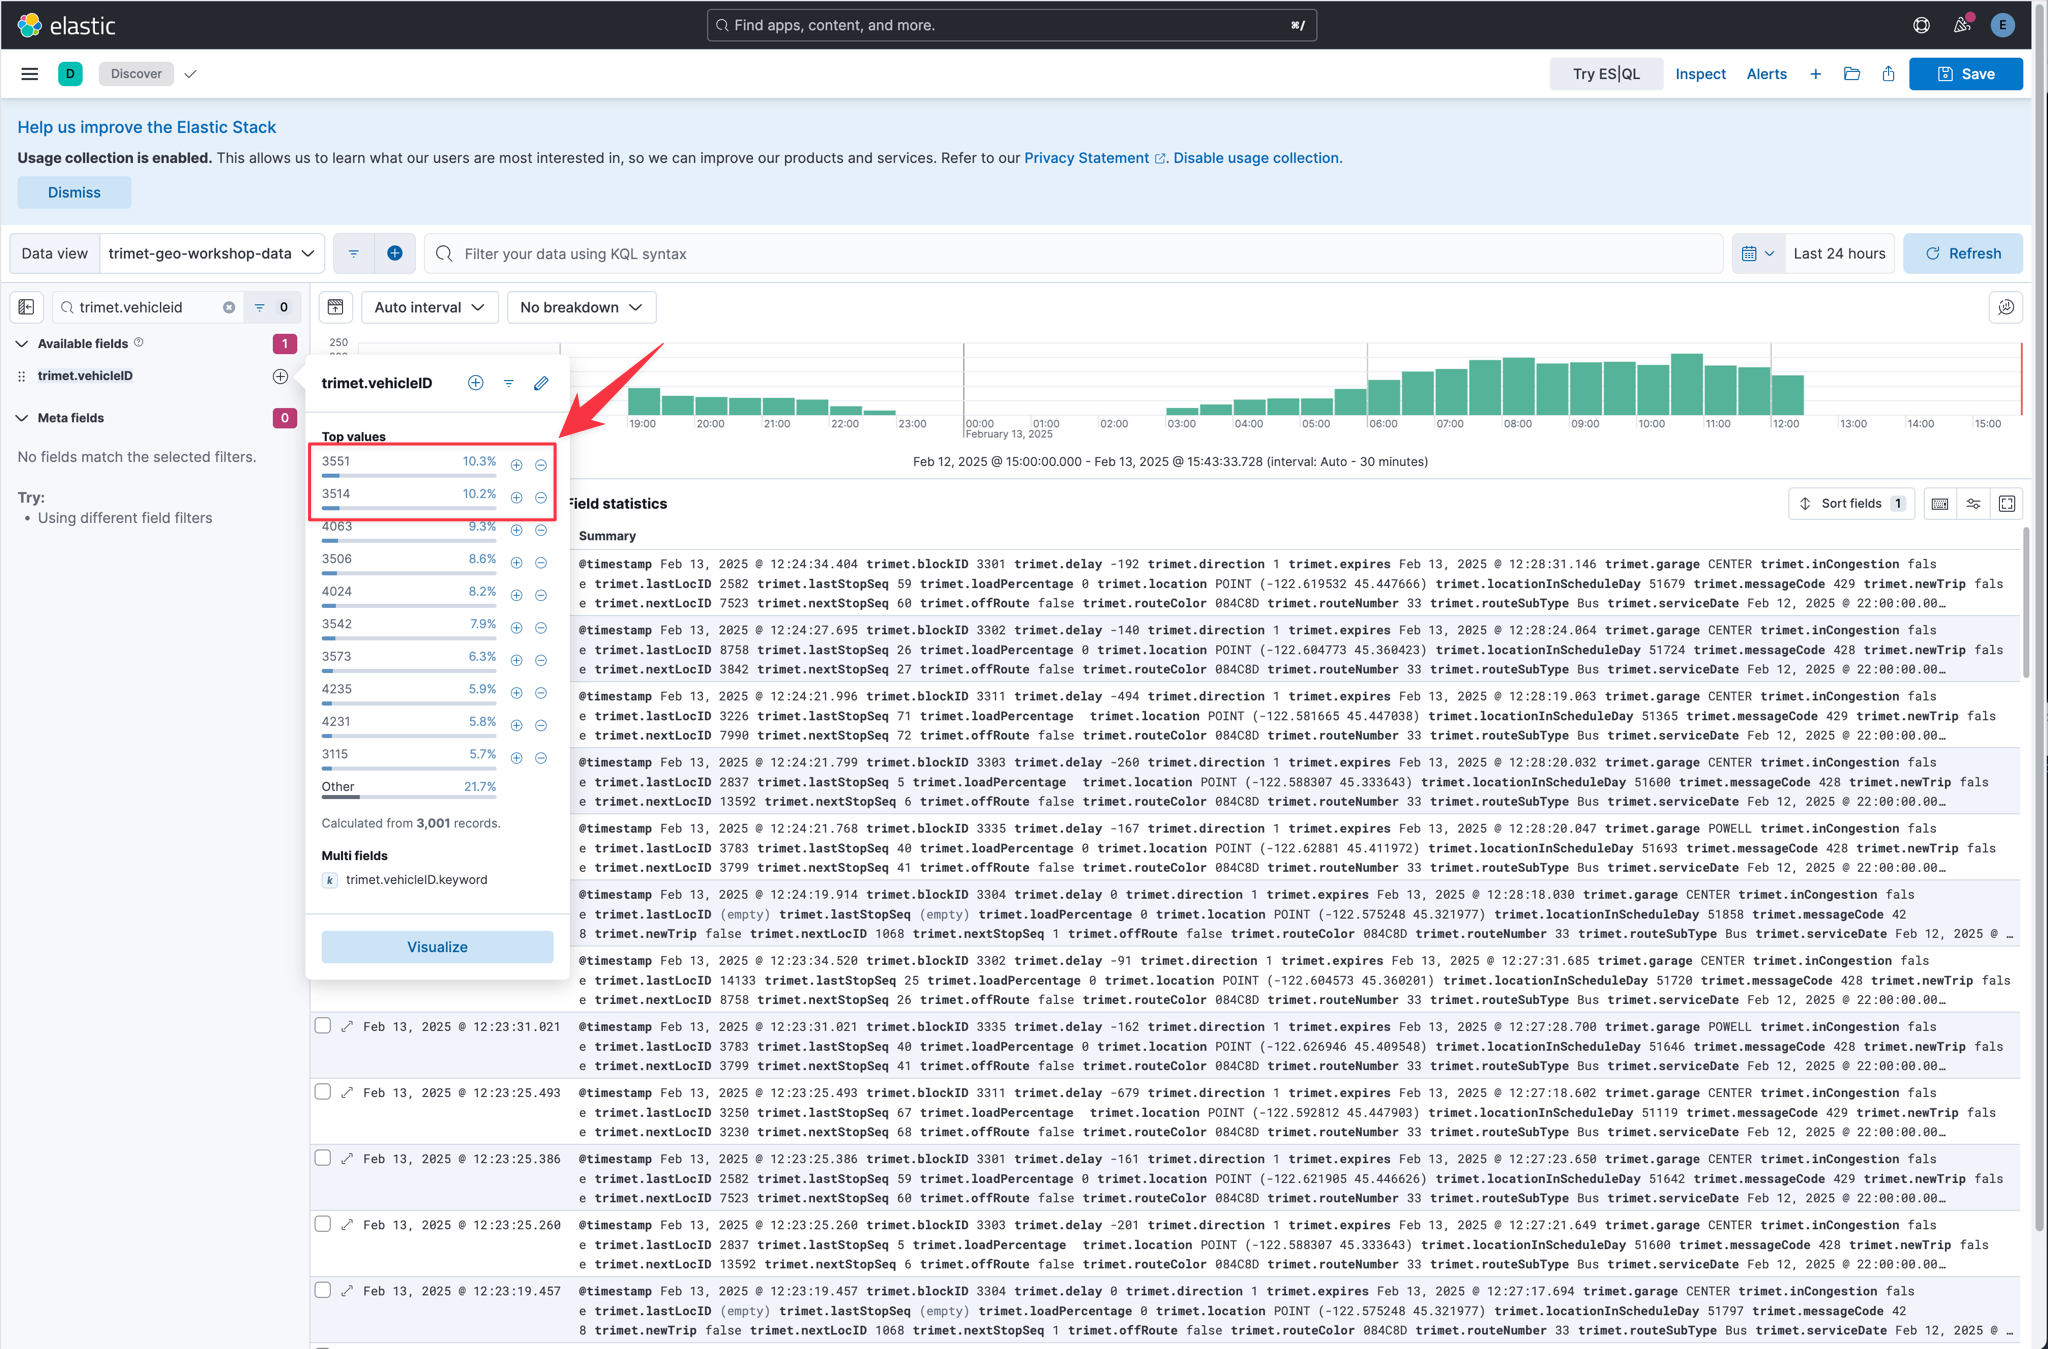 elastic
Find apps, content, and more.
⌘/
E
D
Discover
Try ES|QL
Inspect
Alerts
Save
Help us improve the Elastic Stack
Usage collection is enabled. This allows us to learn what our users are most interested in, so we can improve our products and services. Refer to our Privacy Statement. Disable usage collection.
Dismiss
Data view
trimet-geo-workshop-data
Filter your data using KQL syntax
Last 24 hours
Refresh
trimet.vehicleid
0
Auto interval
No breakdown
Available fields
1
trimet.vehicleID
Meta fields
0
No fields match the selected filters.
Try:
• Using different field filters
250
19:00 20:00 21:00 22:00 23:00 00:00 01:00 02:00 03:00 04:00 05:00 06:00 07:00 08:00 09:00 10:00 11:00 12:00 13:00 14:00 15:00
February 13, 2025
Feb 12, 2025 @ 15:00:00.000 - Feb 13, 2025 @ 15:43:33.728 (interval: Auto - 30 minutes)
trimet.vehicleID
Top values
3551 10.3%
3514 10.2%
4063 9.3%
3506 8.6%
4024 8.2%
3542 7.9%
3573 6.3%
4235 5.9%
4231 5.8%
3115 5.7%
Other 21.7%
Calculated from 3,001 records.
Multi fields
k trimet.vehicleID.keyword
Visualize
Field statistics
Sort fields 1
Summary
@timestamp Feb 13, 2025 @ 12:24:34.404 trimet.blockID 3301 trimet.delay -192 trimet.direction 1 trimet.expires Feb 13, 2025 @ 12:28:31.146 trimet.garage CENTER trimet.inCongestion fals
e trimet.lastLocID 2582 trimet.lastStopSeq 59 trimet.loadPercentage 0 trimet.location POINT (-122.619532 45.447666) trimet.locationInScheduleDay 51679 trimet.messageCode 429 trimet.newTrip fals
e trimet.nextLocID 7523 trimet.nextStopSeq 60 trimet.offRoute false trimet.routeColor 084C8D trimet.routeNumber 33 trimet.routeSubType Bus trimet.serviceDate Feb 12, 2025 @ 22:00:00.00…
@timestamp Feb 13, 2025 @ 12:24:27.695 trimet.blockID 3302 trimet.delay -140 trimet.direction 1 trimet.expires Feb 13, 2025 @ 12:28:24.064 trimet.garage CENTER trimet.inCongestion fals
e trimet.lastLocID 8758 trimet.lastStopSeq 26 trimet.loadPercentage 0 trimet.location POINT (-122.604773 45.360423) trimet.locationInScheduleDay 51724 trimet.messageCode 428 trimet.newTrip fals
e trimet.nextLocID 3842 trimet.nextStopSeq 27 trimet.offRoute false trimet.routeColor 084C8D trimet.routeNumber 33 trimet.routeSubType Bus trimet.serviceDate Feb 12, 2025 @ 22:00:00.00…
@timestamp Feb 13, 2025 @ 12:24:21.996 trimet.blockID 3311 trimet.delay -494 trimet.direction 1 trimet.expires Feb 13, 2025 @ 12:28:19.063 trimet.garage CENTER trimet.inCongestion fals
e trimet.lastLocID 3226 trimet.lastStopSeq 71 trimet.loadPercentage trimet.location POINT (-122.581665 45.447038) trimet.locationInScheduleDay 51365 trimet.messageCode 429 trimet.newTrip fals
e trimet.nextLocID 7990 trimet.nextStopSeq 72 trimet.offRoute false trimet.routeColor 084C8D trimet.routeNumber 33 trimet.routeSubType Bus trimet.serviceDate Feb 12, 2025 @ 22:00:00.00…
@timestamp Feb 13, 2025 @ 12:24:21.799 trimet.blockID 3303 trimet.delay -260 trimet.direction 1 trimet.expires Feb 13, 2025 @ 12:28:20.032 trimet.garage CENTER trimet.inCongestion fals
e trimet.lastLocID 2837 trimet.lastStopSeq 5 trimet.loadPercentage trimet.location POINT (-122.588307 45.333643) trimet.locationInScheduleDay 51600 trimet.messageCode 428 trimet.newTrip fals
e trimet.nextLocID 13592 trimet.nextStopSeq 6 trimet.offRoute false trimet.routeColor 084C8D trimet.routeNumber 33 trimet.routeSubType Bus trimet.serviceDate Feb 12, 2025 @ 22:00:00.00…
@timestamp Feb 13, 2025 @ 12:24:21.768 trimet.blockID 3335 trimet.delay -167 trimet.direction 1 trimet.expires Feb 13, 2025 @ 12:28:20.047 trimet.garage POWELL trimet.inCongestion fals
e trimet.lastLocID 3783 trimet.lastStopSeq 40 trimet.loadPercentage 0 trimet.location POINT (-122.62881 45.411972) trimet.locationInScheduleDay 51693 trimet.messageCode 428 trimet.newTrip fals
e trimet.nextLocID 3799 trimet.nextStopSeq 41 trimet.offRoute false trimet.routeColor 084C8D trimet.routeNumber 33 trimet.routeSubType Bus trimet.serviceDate Feb 12, 2025 @ 22:00:00.00…
@timestamp Feb 13, 2025 @ 12:24:19.914 trimet.blockID 3304 trimet.delay 0 trimet.direction 1 trimet.expires Feb 13, 2025 @ 12:28:18.030 trimet.garage CENTER trimet.inCongestion fals
e trimet.lastLocID (empty) trimet.lastStopSeq (empty) trimet.loadPercentage 0 trimet.location POINT (-122.575248 45.321977) trimet.locationInScheduleDay 51858 trimet.messageCode 42
8 trimet.newTrip false trimet.nextLocID 1068 trimet.nextStopSeq 1 trimet.offRoute false trimet.routeColor 084C8D trimet.routeNumber 33 trimet.routeSubType Bus trimet.serviceDate Feb 12, 2025 @ …
@timestamp Feb 13, 2025 @ 12:23:34.520 trimet.blockID 3302 trimet.delay -91 trimet.direction 1 trimet.expires Feb 13, 2025 @ 12:27:31.685 trimet.garage CENTER trimet.inCongestion fals
e trimet.lastLocID 14133 trimet.lastStopSeq 25 trimet.loadPercentage 0 trimet.location POINT (-122.604573 45.360201) trimet.locationInScheduleDay 51720 trimet.messageCode 428 trimet.newTrip fals
e trimet.nextLocID 8758 trimet.nextStopSeq 26 trimet.offRoute false trimet.routeColor 084C8D trimet.routeNumber 33 trimet.routeSubType Bus trimet.serviceDate Feb 12, 2025 @ 22:00:00.00…
Feb 13, 2025 @ 12:23:31.021 @timestamp Feb 13, 2025 @ 12:23:31.021 trimet.blockID 3335 trimet.delay -162 trimet.direction 1 trimet.expires Feb 13, 2025 @ 12:27:28.700 trimet.garage POWELL trimet.inCongestion fals
e trimet.lastLocID 3783 trimet.lastStopSeq 40 trimet.loadPercentage 0 trimet.location POINT (-122.626946 45.409548) trimet.locationInScheduleDay 51646 trimet.messageCode 428 trimet.newTrip fals
e trimet.nextLocID 3799 trimet.nextStopSeq 41 trimet.offRoute false trimet.routeColor 084C8D trimet.routeNumber 33 trimet.routeSubType Bus trimet.serviceDate Feb 12, 2025 @ 22:00:00.00…
Feb 13, 2025 @ 12:23:25.493 @timestamp Feb 13, 2025 @ 12:23:25.493 trimet.blockID 3311 trimet.delay -679 trimet.direction 1 trimet.expires Feb 13, 2025 @ 12:27:18.602 trimet.garage CENTER trimet.inCongestion fals
e trimet.lastLocID 3250 trimet.lastStopSeq 67 trimet.loadPercentage trimet.location POINT (-122.592812 45.447903) trimet.locationInScheduleDay 51119 trimet.messageCode 429 trimet.newTrip fals
e trimet.nextLocID 3230 trimet.nextStopSeq 68 trimet.offRoute false trimet.routeColor 084C8D trimet.routeNumber 33 trimet.routeSubType Bus trimet.serviceDate Feb 12, 2025 @ 22:00:00.00…
Feb 13, 2025 @ 12:23:25.386 @timestamp Feb 13, 2025 @ 12:23:25.386 trimet.blockID 3301 trimet.delay -161 trimet.direction 1 trimet.expires Feb 13, 2025 @ 12:27:23.650 trimet.garage CENTER trimet.inCongestion fals
e trimet.lastLocID 2582 trimet.lastStopSeq 59 trimet.loadPercentage 0 trimet.location POINT (-122.621905 45.446626) trimet.locationInScheduleDay 51642 trimet.messageCode 429 trimet.newTrip fals
e trimet.nextLocID 7523 trimet.nextStopSeq 60 trimet.offRoute false trimet.routeColor 084C8D trimet.routeNumber 33 trimet.routeSubType Bus trimet.serviceDate Feb 12, 2025 @ 22:00:00.00…
Feb 13, 2025 @ 12:23:25.260 @timestamp Feb 13, 2025 @ 12:23:25.260 trimet.blockID 3303 trimet.delay -201 trimet.direction 1 trimet.expires Feb 13, 2025 @ 12:27:21.649 trimet.garage CENTER trimet.inCongestion fals
e trimet.lastLocID 2837 trimet.lastStopSeq 5 trimet.loadPercentage trimet.location POINT (-122.588307 45.333643) trimet.locationInScheduleDay 51600 trimet.messageCode 428 trimet.newTrip fals
e trimet.nextLocID 13592 trimet.nextStopSeq 6 trimet.offRoute false trimet.routeColor 084C8D trimet.routeNumber 33 trimet.routeSubType Bus trimet.serviceDate Feb 12, 2025 @ 22:00:00.00…
Feb 13, 2025 @ 12:23:19.457 @timestamp Feb 13, 2025 @ 12:23:19.457 trimet.blockID 3304 trimet.delay 0 trimet.direction 1 trimet.expires Feb 13, 2025 @ 12:27:17.694 trimet.garage CENTER trimet.inCongestion fals
e trimet.lastLocID (empty) trimet.lastStopSeq (empty) trimet.loadPercentage 0 trimet.location POINT (-122.575248 45.321977) trimet.locationInScheduleDay 51797 trimet.messageCode 42
8 trimet.newTrip false trimet.nextLocID 1068 trimet.nextStopSeq 1 trimet.offRoute false trimet.routeColor 084C8D trimet.routeNumber 33 trimet.routeSubType Bus trimet.serviceDate Feb 12, 2025 @ …